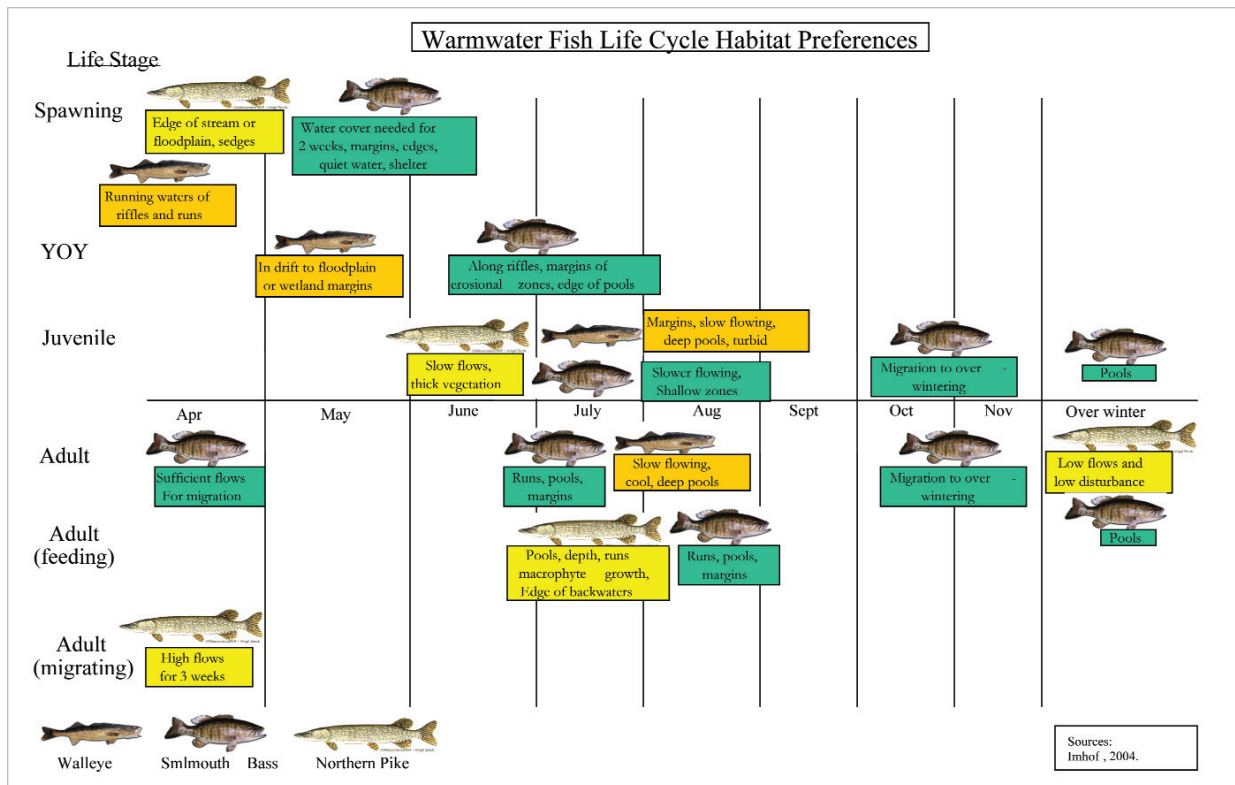 Warmwater Fish Life Cycle Habitat Preferences
Life Stage
Spawning
Edge of stream or
floodplain, sedges
Water cover needed for
2 weeks, margins, edges,
quiet water, shelter
Running waters of
riffles and runs
YOY
In drift to floodplain
or wetland margins
Along riffles, margins of
erosional zones, edge of pools
Juvenile
Slow flows,
thick vegetation
Margins, slow flowing,
deep pools, turbid
Slower flowing,
Shallow zones
Migration to over -
wintering
Pools
Apr
May
June
July
Aug
Sept
Oct
Nov
Over winter
Adult
Sufficient flows
For migration
Runs, pools,
margins
Slow flowing,
cool, deep pools
Migration to over -
wintering
Low flows and
low disturbance
Pools
Adult
(feeding)
Pools, depth, runs
macrophyte growth,
Edge of backwaters
Runs, pools,
margins
Adult
(migrating)
High flows
for 3 weeks
Walleye
Smlmouth Bass
Northern Pike
Sources:
Imhof , 2004.